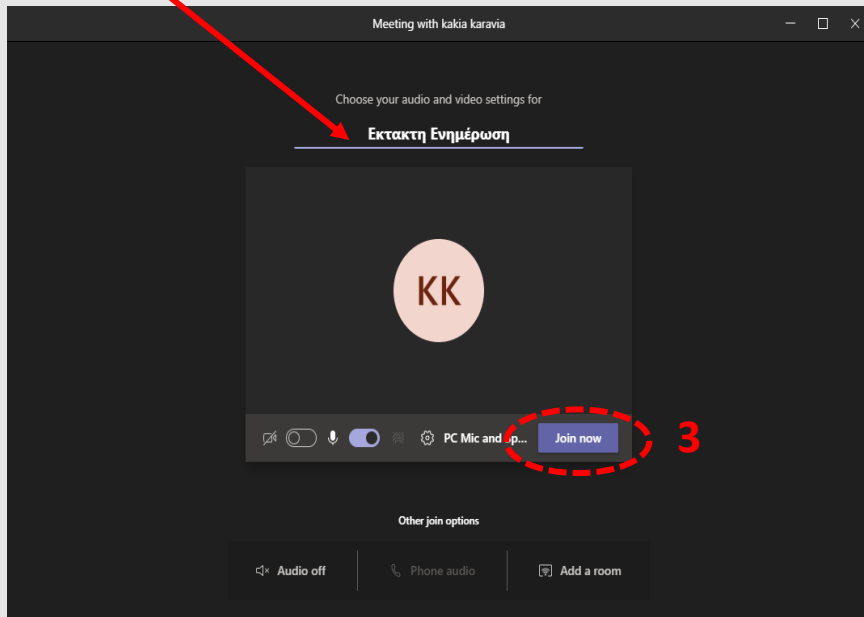 Meeting with kakia karavia
Choose your audio and video settings for
Εκτακτη Ενημέρωση
KK
PC Mic and Sp...
Join now
3
Other join options
Audio off
Phone audio
Add a room